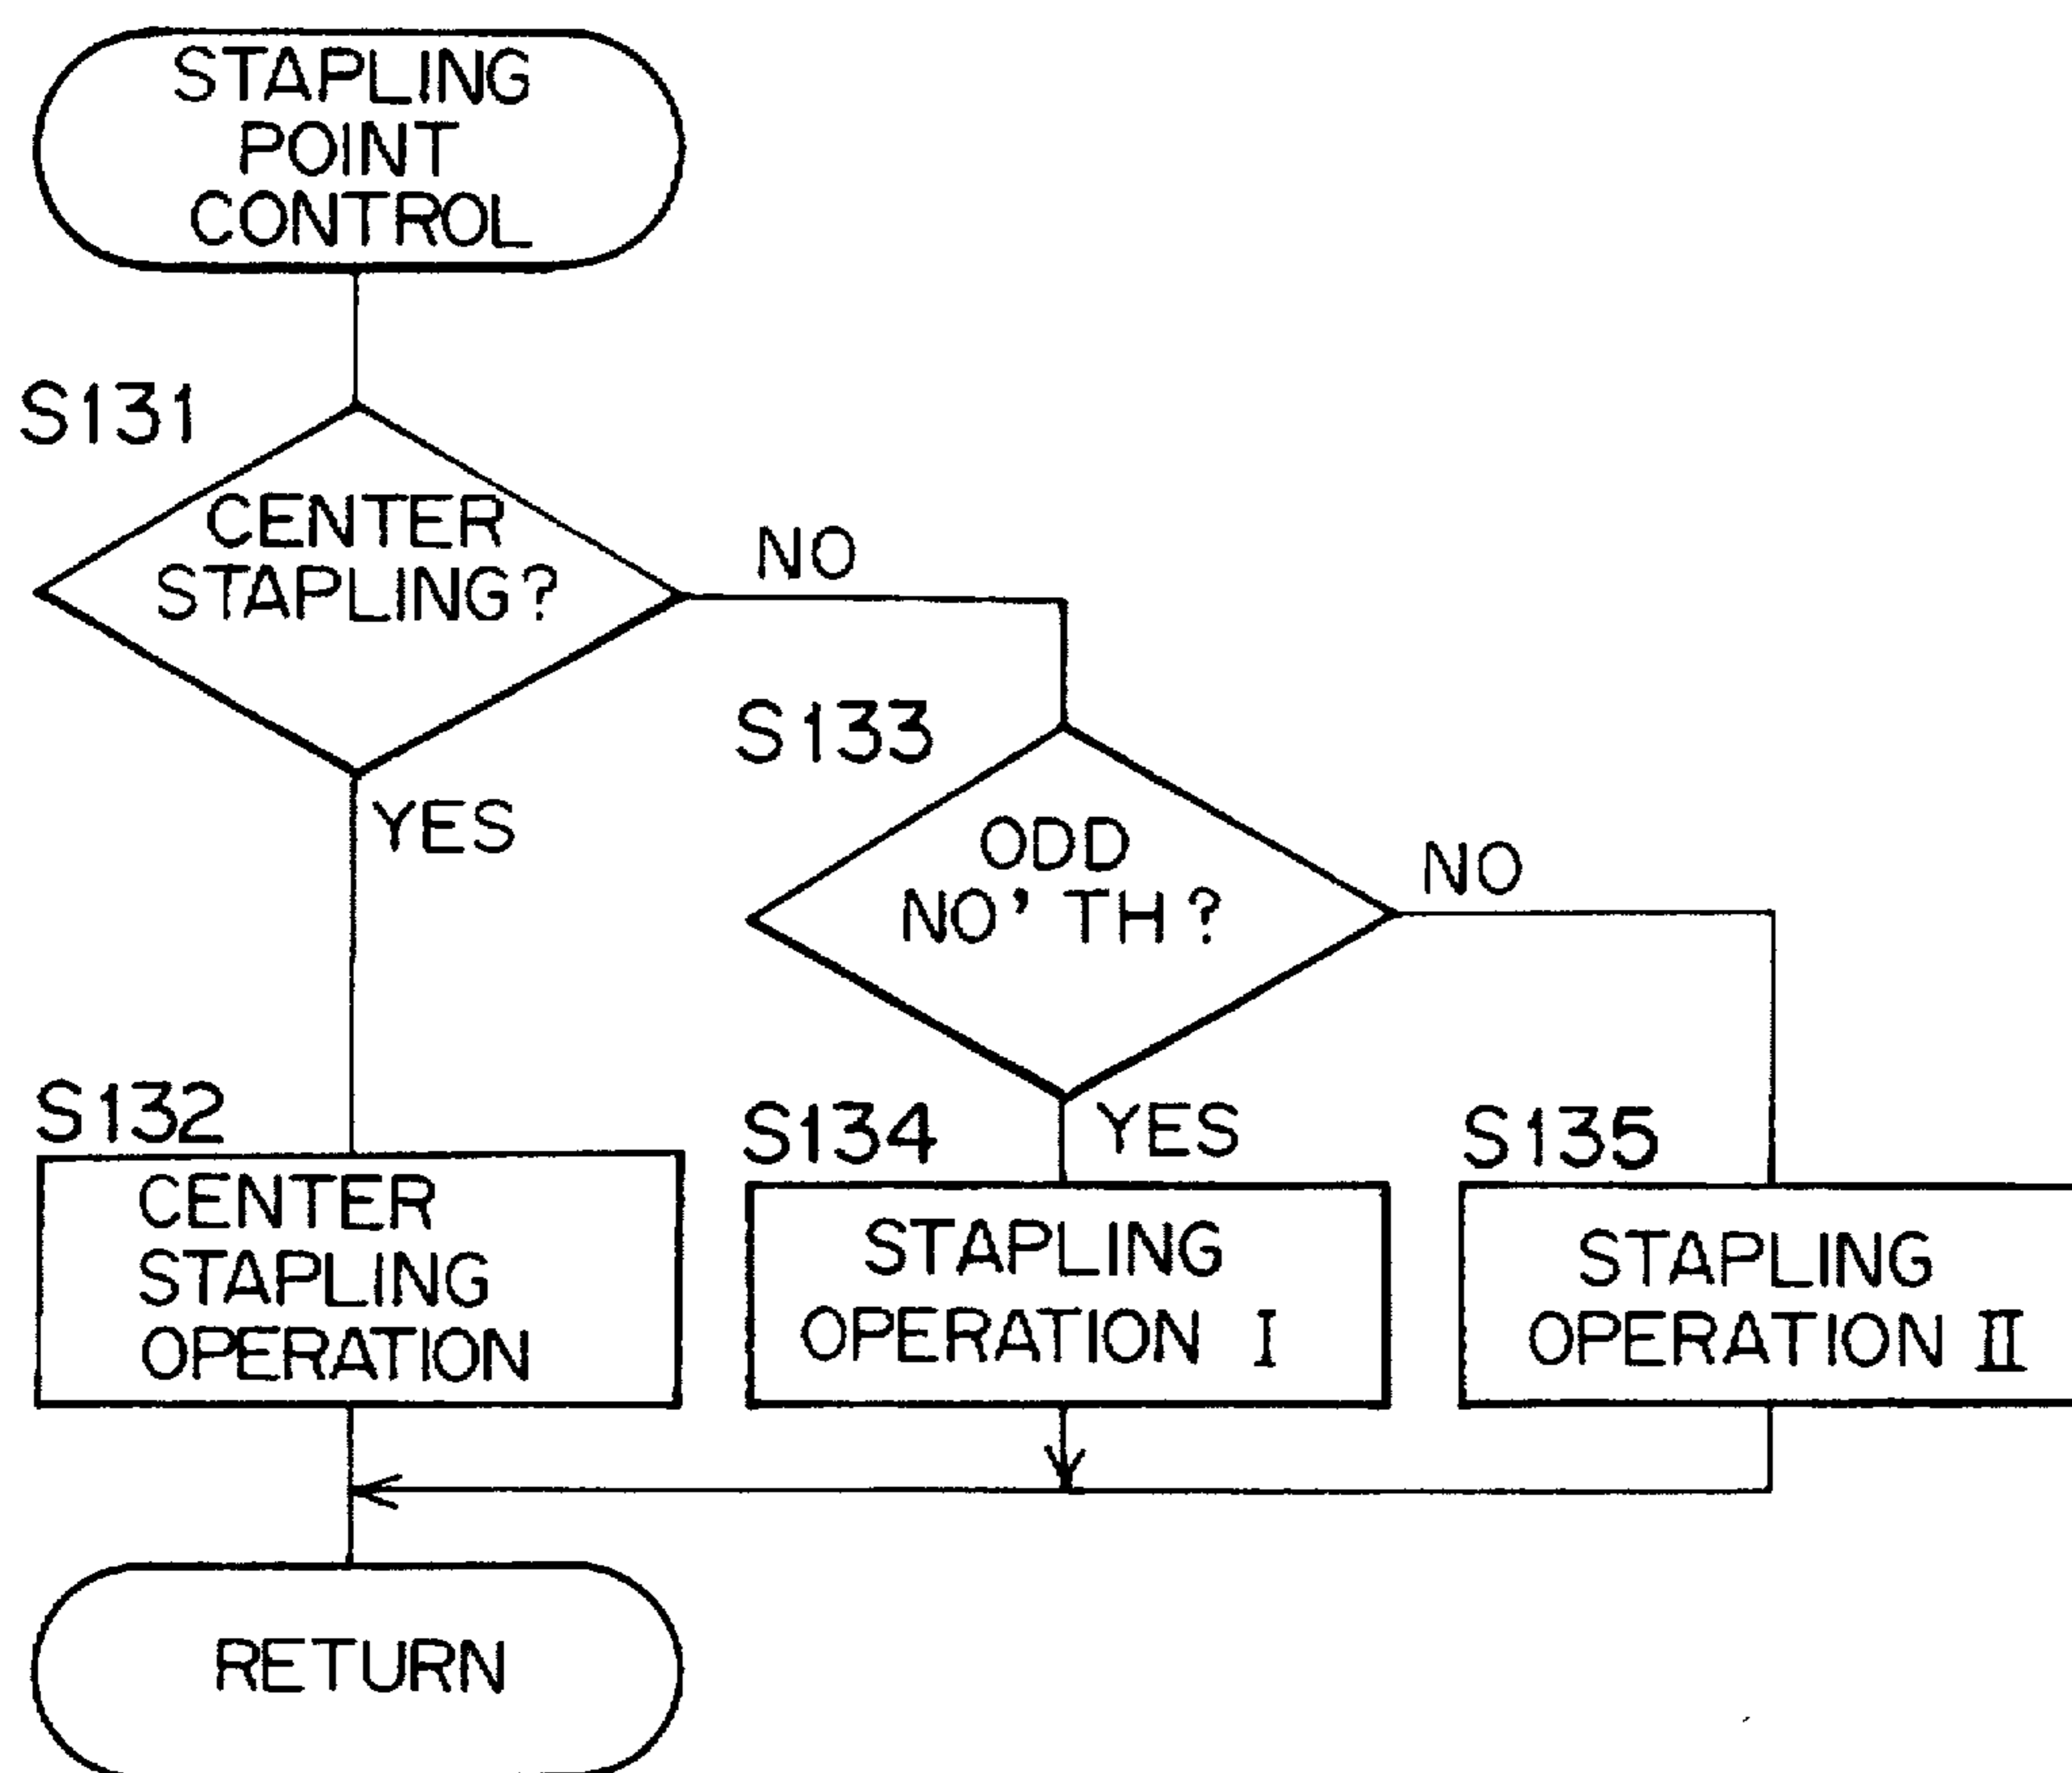 STAPLING
POINT
CONTROL
S131
CENTER
STAPLING?
NO
YES
S133
ODD
NO' TH?
NO
YES
S132
CENTER
STAPLING
OPERATION
S134
STAPLING
OPERATION I
S135
STAPLING
OPERATION II
RETURN